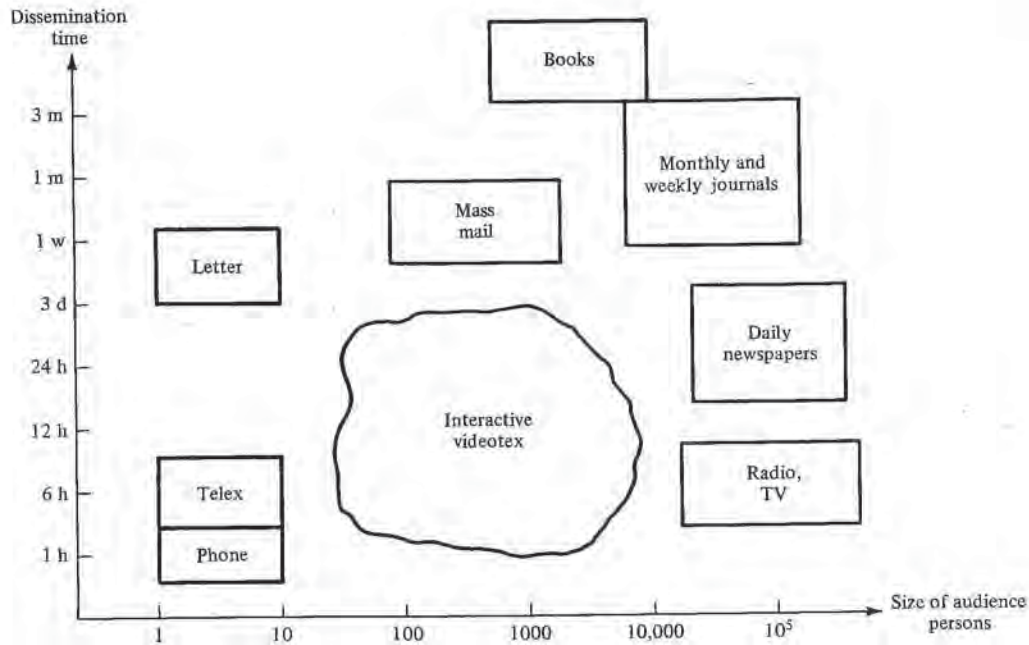 Dissemination
time
Books
3 m
Monthly and
weekly journals
1 m
Mass
mail
1 w
Letter
3 d
Daily
newspapers
24 h
Interactive
videotex
12 h
Radio,
TV
Telex
6 h
Phone
1 h
Size of audience
persons
1
10
100
1000
10,000
10⁵